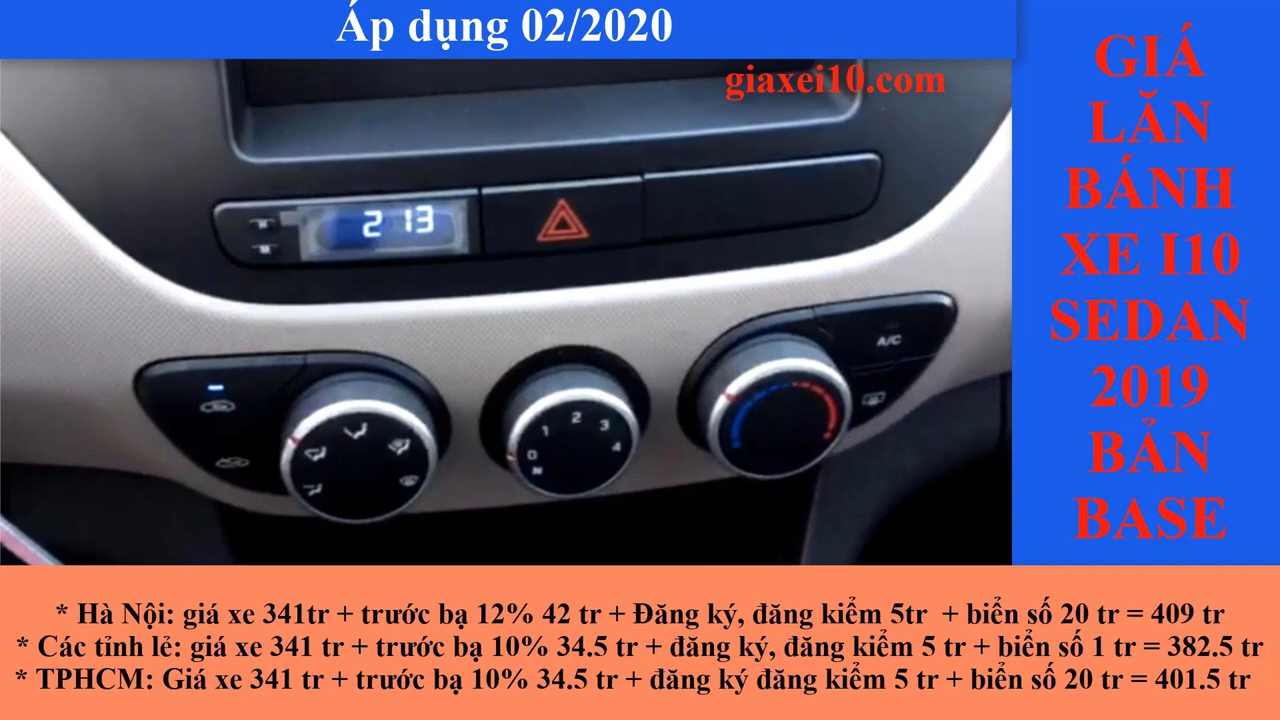 Áp dụng 02/2020
giaxei10.com
GIÁ
LĂN
BÁNH
XE I10
SEDAN
2019
BẢN
BASE
2 13
A/C
0 1 2 3 4
* Hà Nội: giá xe 341tr + trước bạ 12% 42 tr + Đăng ký, đăng kiểm 5tr + biển số 20 tr = 409 tr
* Các tỉnh lẻ: giá xe 341 tr + trước bạ 10% 34.5 tr + đăng ký, đăng kiểm 5 tr + biển số 1 tr = 382.5 tr
* TPHCM: Giá xe 341 tr + trước bạ 10% 34.5 tr + đăng ký đăng kiểm 5 tr + biển số 20 tr = 401.5 tr